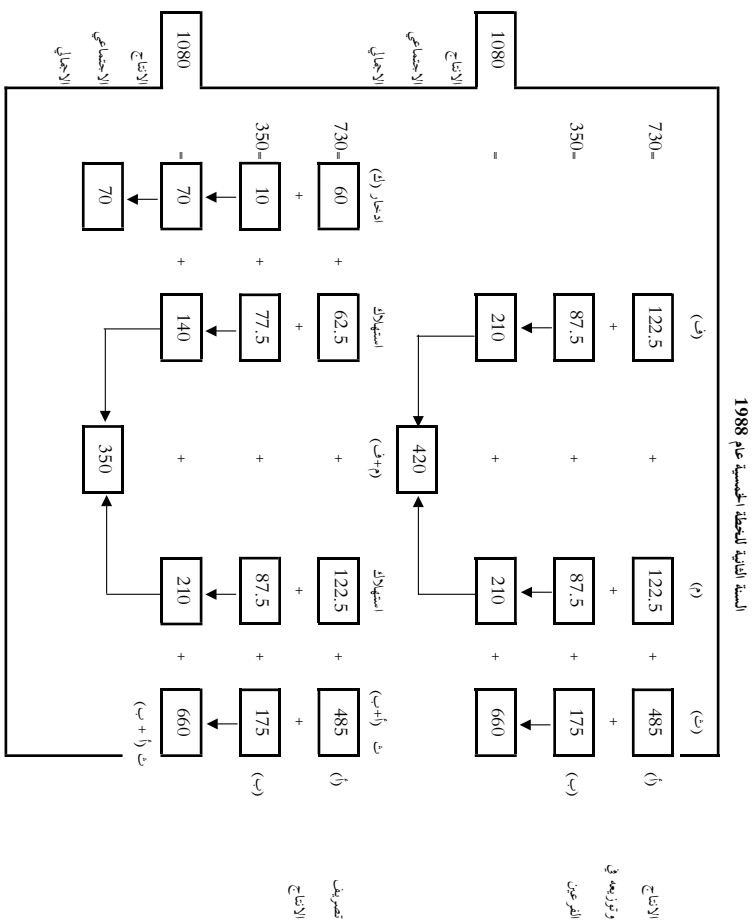 السنة الثانية للخطة الخمسية عام 1988
(ث) (م) (ف)
الانتاج (أ) 485 + 122.5 + 122.5 =730
وتوزيعه في + + +
الفرعين (ب) 175 + 87.5 + 87.5 =350
660 + 210 + 210 = 1080
الانتاج
420 الاجتماعي
ث (أ+ب) استهلاك (م+ف) استهلاك ادخار (ك) الاجمالي
تصريف (أ) 485 + 122.5 + 62.5 + 60 =730
الانتاج + + + +
(ب) 175 + 87.5 + 77.5 + 10 =350
660 + 210 + 140 + 70 = 1080
ث (أ + ب) الانتاج
350 70 الاجتماعي
الاجمالي